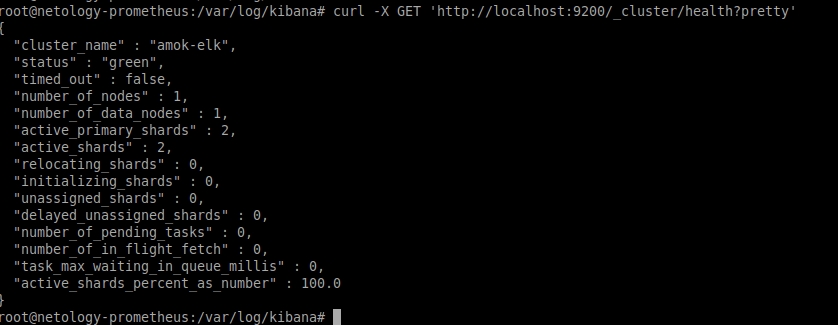 root@netology-prometheus:/var/log/kibana# curl -X GET 'http://localhost:9200/_cluster/health?pretty'
{
  "cluster_name" : "amok-elk",
  "status" : "green",
  "timed_out" : false,
  "number_of_nodes" : 1,
  "number_of_data_nodes" : 1,
  "active_primary_shards" : 2,
  "active_shards" : 2,
  "relocating_shards" : 0,
  "initializing_shards" : 0,
  "unassigned_shards" : 0,
  "delayed_unassigned_shards" : 0,
  "number_of_pending_tasks" : 0,
  "number_of_in_flight_fetch" : 0,
  "task_max_waiting_in_queue_millis" : 0,
  "active_shards_percent_as_number" : 100.0
}
root@netology-prometheus:/var/log/kibana#